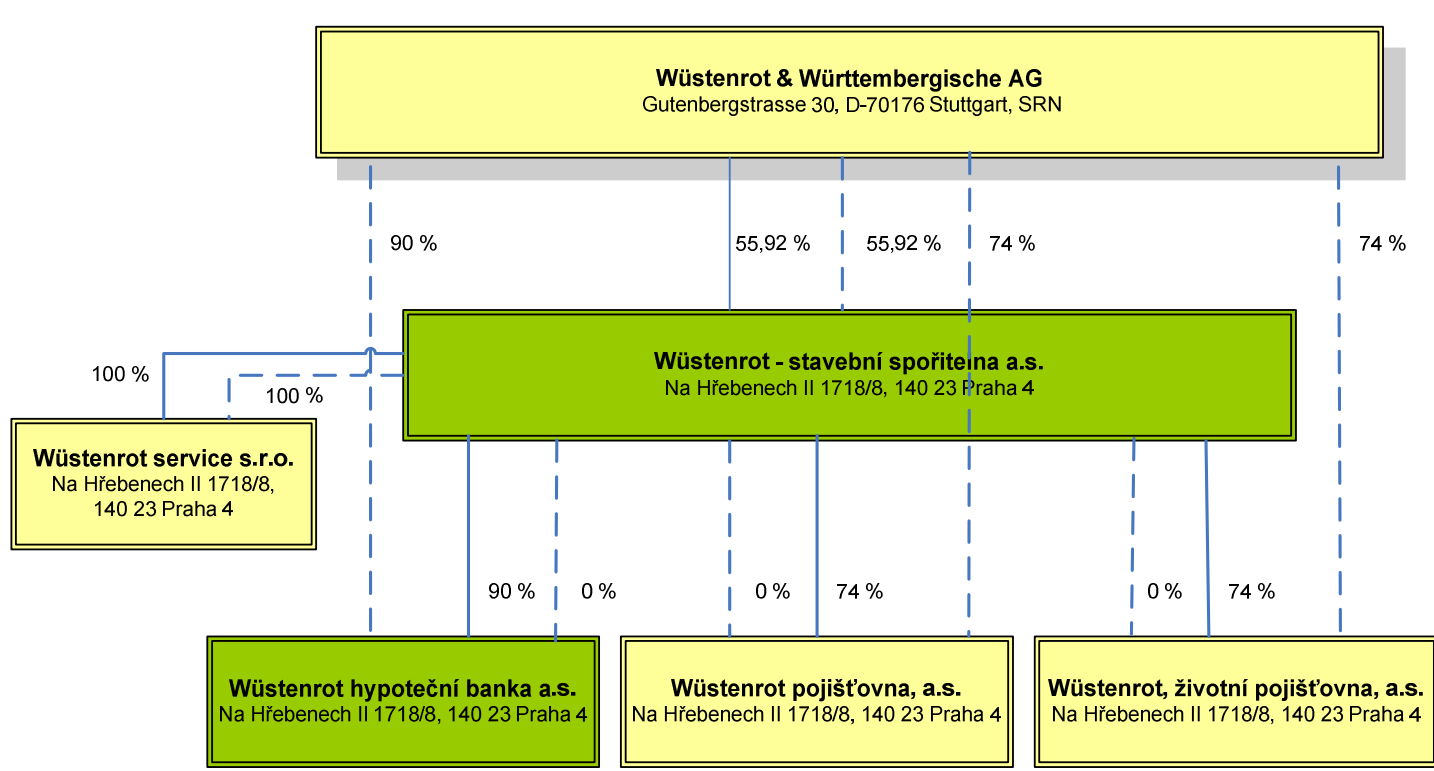 Wüstenrot & Württembergische AG
Gutenbergstrasse 30, D-70176 Stuttgart, SRN
90 %
55,92 %
55,92 %
74 %
74 %
Wüstenrot - stavební spořitelna a.s.
Na Hřebenech II 1718/8, 140 23 Praha 4
100 %
100 %
Wüstenrot service s.r.o.
Na Hřebenech II 1718/8,
140 23 Praha 4
90 %
0 %
0 %
74 %
0 %
74 %
Wüstenrot hypoteční banka a.s.
Na Hřebenech II 1718/8, 140 23 Praha 4
Wüstenrot pojišťovna, a.s.
Na Hřebenech II 1718/8, 140 23 Praha 4
Wüstenrot, životní pojišťovna, a.s.
Na Hřebenech II 1718/8, 140 23 Praha 4